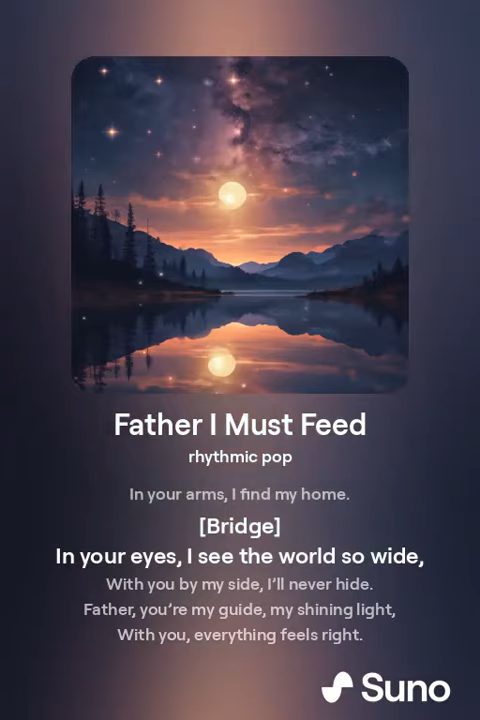 Father I Must Feed
rhythmic pop
In your arms, I find my home.
[Bridge]
In your eyes, I see the world so wide,
With you by my side, I’ll never hide.
Father, you’re my guide, my shining light,
With you, everything feels right.
Suno